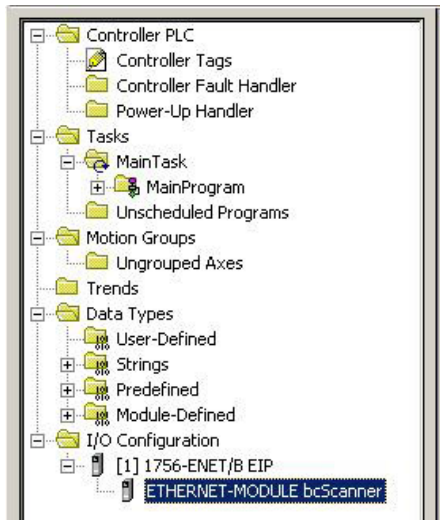 Controller PLC
Controller Tags
Controller Fault Handler
Power-Up Handler
Tasks
MainTask
MainProgram
Unscheduled Programs
Motion Groups
Ungrouped Axes
Trends
Data Types
User-Defined
Strings
Predefined
Module-Defined
I/O Configuration
[1] 1756-ENET/B EIP
ETHERNET-MODULE bcScanner